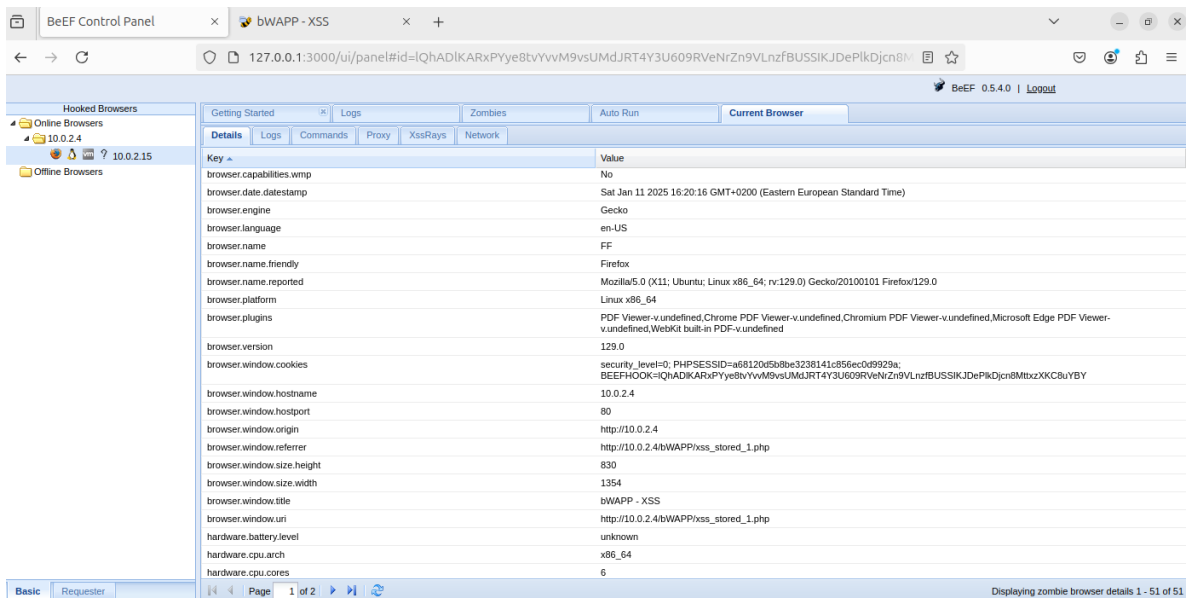 BeEF Control Panel
bWAPP - XSS
127.0.0.1:3000/ui/panel#id=lQhADlKARxPYye8tvYvvM9vsUMdJRT4Y3U609RVeNrZn9VLnzfBUSSIKJDePlkDjcn8M
BeEF 0.5.4.0 | Logout
Hooked Browsers
Getting Started Logs Zombies Auto Run Current Browser
Online Browsers
10.0.2.4
? 10.0.2.15
Offline Browsers
Details Logs Commands Proxy XssRays Network
Key Value
browser.capabilities.wmp No
browser.date.datestamp Sat Jan 11 2025 16:20:16 GMT+0200 (Eastern European Standard Time)
browser.engine Gecko
browser.language en-US
browser.name FF
browser.name.friendly Firefox
browser.name.reported Mozilla/5.0 (X11; Ubuntu; Linux x86_64; rv:129.0) Gecko/20100101 Firefox/129.0
browser.platform Linux x86_64
browser.plugins PDF Viewer-v.undefined,Chrome PDF Viewer-v.undefined,Chromium PDF Viewer-v.undefined,Microsoft Edge PDF Viewer-
v.undefined,WebKit built-in PDF-v.undefined
browser.version 129.0
browser.window.cookies security_level=0; PHPSESSID=a68120d5b8be3238141c856ec0d9929a;
BEEFHOOK=lQhADlKARxPYye8tvYvvM9vsUMdJRT4Y3U609RVeNrZn9VLnzfBUSSIKJDePlkDjcn8MttxzXKC8uYBY
browser.window.hostname 10.0.2.4
browser.window.hostport 80
browser.window.origin http://10.0.2.4
browser.window.referrer http://10.0.2.4/bWAPP/xss_stored_1.php
browser.window.size.height 830
browser.window.size.width 1354
browser.window.title bWAPP - XSS
browser.window.uri http://10.0.2.4/bWAPP/xss_stored_1.php
hardware.battery.level unknown
hardware.cpu.arch x86_64
hardware.cpu.cores 6
Basic Requester
Page 1 of 2
Displaying zombie browser details 1 - 51 of 51